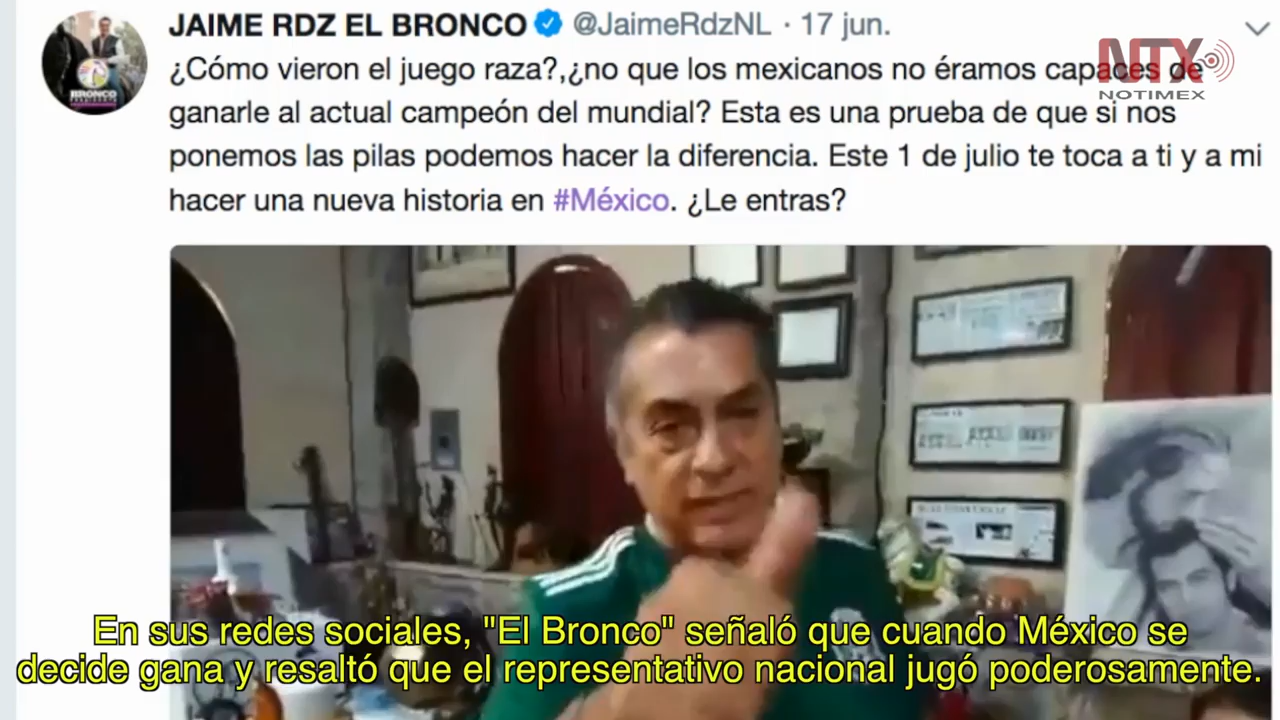 JAIME RDZ EL BRONCO @JaimeRdzNL · 17 jun.
NTX
NOTIMEX
¿Cómo vieron el juego raza?,¿no que los mexicanos no éramos capaces de
ganarle al actual campeón del mundial? Esta es una prueba de que si nos
ponemos las pilas podemos hacer la diferencia. Este 1 de julio te toca a ti y a mi
hacer una nueva historia en #México. ¿Le entras?
BRONCO
En sus redes sociales, "El Bronco" señaló que cuando México se
decide gana y resaltó que el representativo nacional jugó poderosamente.